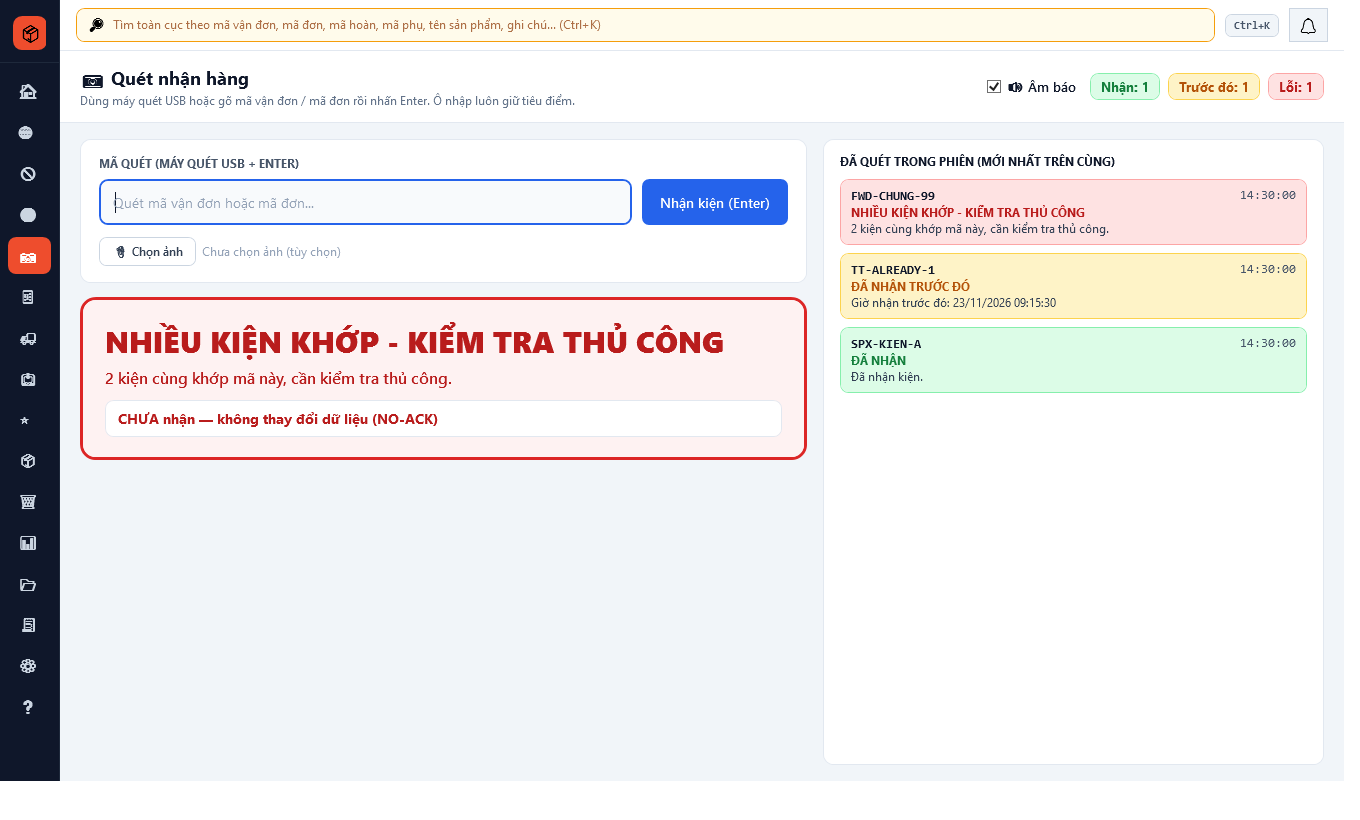 Tìm toàn cục theo mã vận đơn, mã đơn, mã hoàn, mã phụ, tên sản phẩm, ghi chú... (Ctrl+K)
Ctrl+K
Quét nhận hàng
Dùng máy quét USB hoặc gõ mã vận đơn / mã đơn rồi nhấn Enter. Ô nhập luôn giữ tiêu điểm.
Âm báo
Nhận: 1
Trước đó: 1
Lỗi: 1
MÃ QUÉT (MÁY QUÉT USB + ENTER)
Quét mã vận đơn hoặc mã đơn...
Nhận kiện (Enter)
Chọn ảnh
Chưa chọn ảnh (tùy chọn)
NHIỀU KIỆN KHỚP - KIỂM TRA THỦ CÔNG
2 kiện cùng khớp mã này, cần kiểm tra thủ công.
CHƯA nhận — không thay đổi dữ liệu (NO-ACK)
ĐÃ QUÉT TRONG PHIÊN (MỚI NHẤT TRÊN CÙNG)
FWD-CHUNG-99 14:30:00
NHIỀU KIỆN KHỚP - KIỂM TRA THỦ CÔNG
2 kiện cùng khớp mã này, cần kiểm tra thủ công.
TT-ALREADY-1 14:30:00
ĐÃ NHẬN TRƯỚC ĐÓ
Giờ nhận trước đó: 23/11/2026 09:15:30
SPX-KIEN-A 14:30:00
ĐÃ NHẬN
Đã nhận kiện.